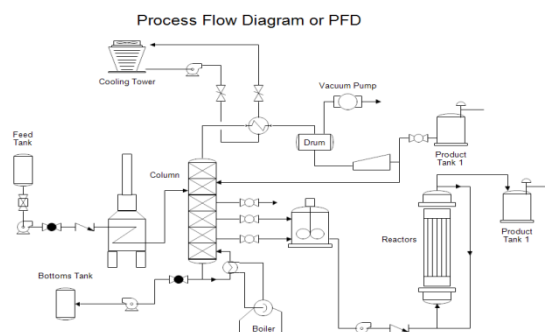 Process Flow Diagram or PFD
Cooling Tower
Vacuum Pump
Feed
Tank
Drum
Product
Tank 1
Column
Reactors
Product
Tank 1
Bottoms Tank
Boiler